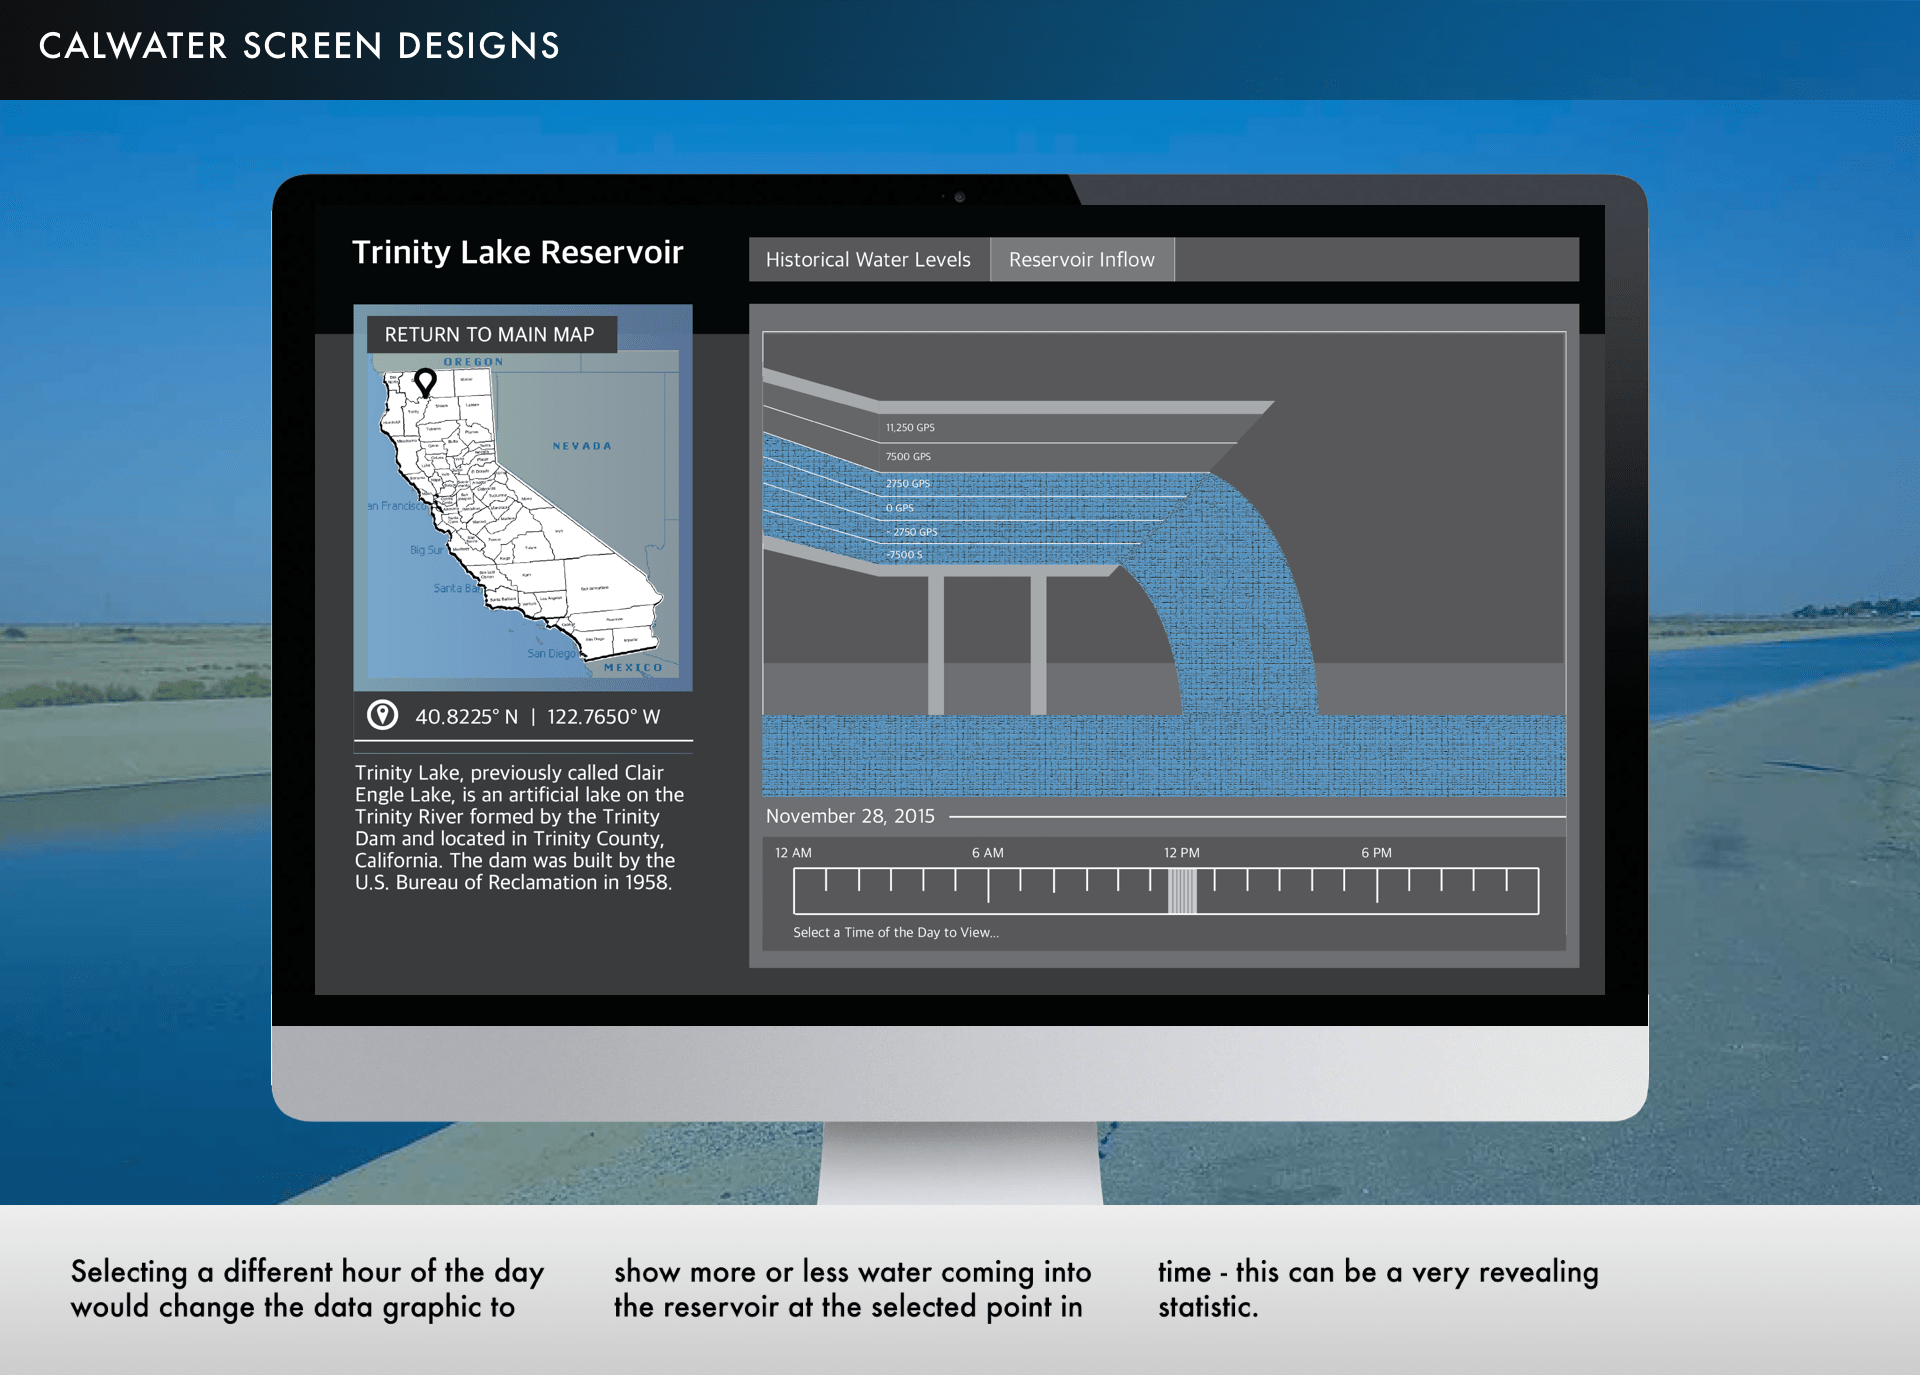 CALWATER SCREEN DESIGNS
Trinity Lake Reservoir
Historical Water Levels
Reservoir Inflow
RETURN TO MAIN MAP
OREGON
NEVADA
an Francisco
Big Sur
Santa Ba
San Diego
MEXICO
40.8225° N | 122.7650° W
Trinity Lake, previously called Clair
Engle Lake, is an artificial lake on the
Trinity River formed by the Trinity
Dam and located in Trinity County,
California. The dam was built by the
U.S. Bureau of Reclamation in 1958.
11,250 GPS
7500 GPS
2750 GPS
0 GPS
- 2750 GPS
-7500 S
November 28, 2015
12 AM
6 AM
12 PM
6 PM
Select a Time of the Day to View...
Selecting a different hour of the day
would change the data graphic to
show more or less water coming into
the reservoir at the selected point in
time - this can be a very revealing
statistic.